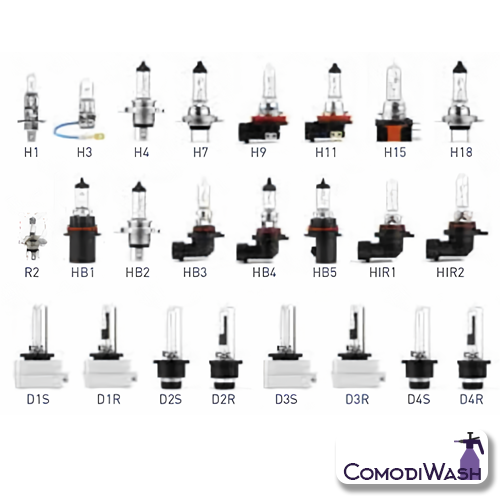 H1 H3 H4 H7 H9 H11 H15 H18
R2 HB1 HB2 HB3 HB4 HB5 HIR1 HIR2
D1S D1R D2S D2R D3S D3R D4S D4R
COMODIWASH